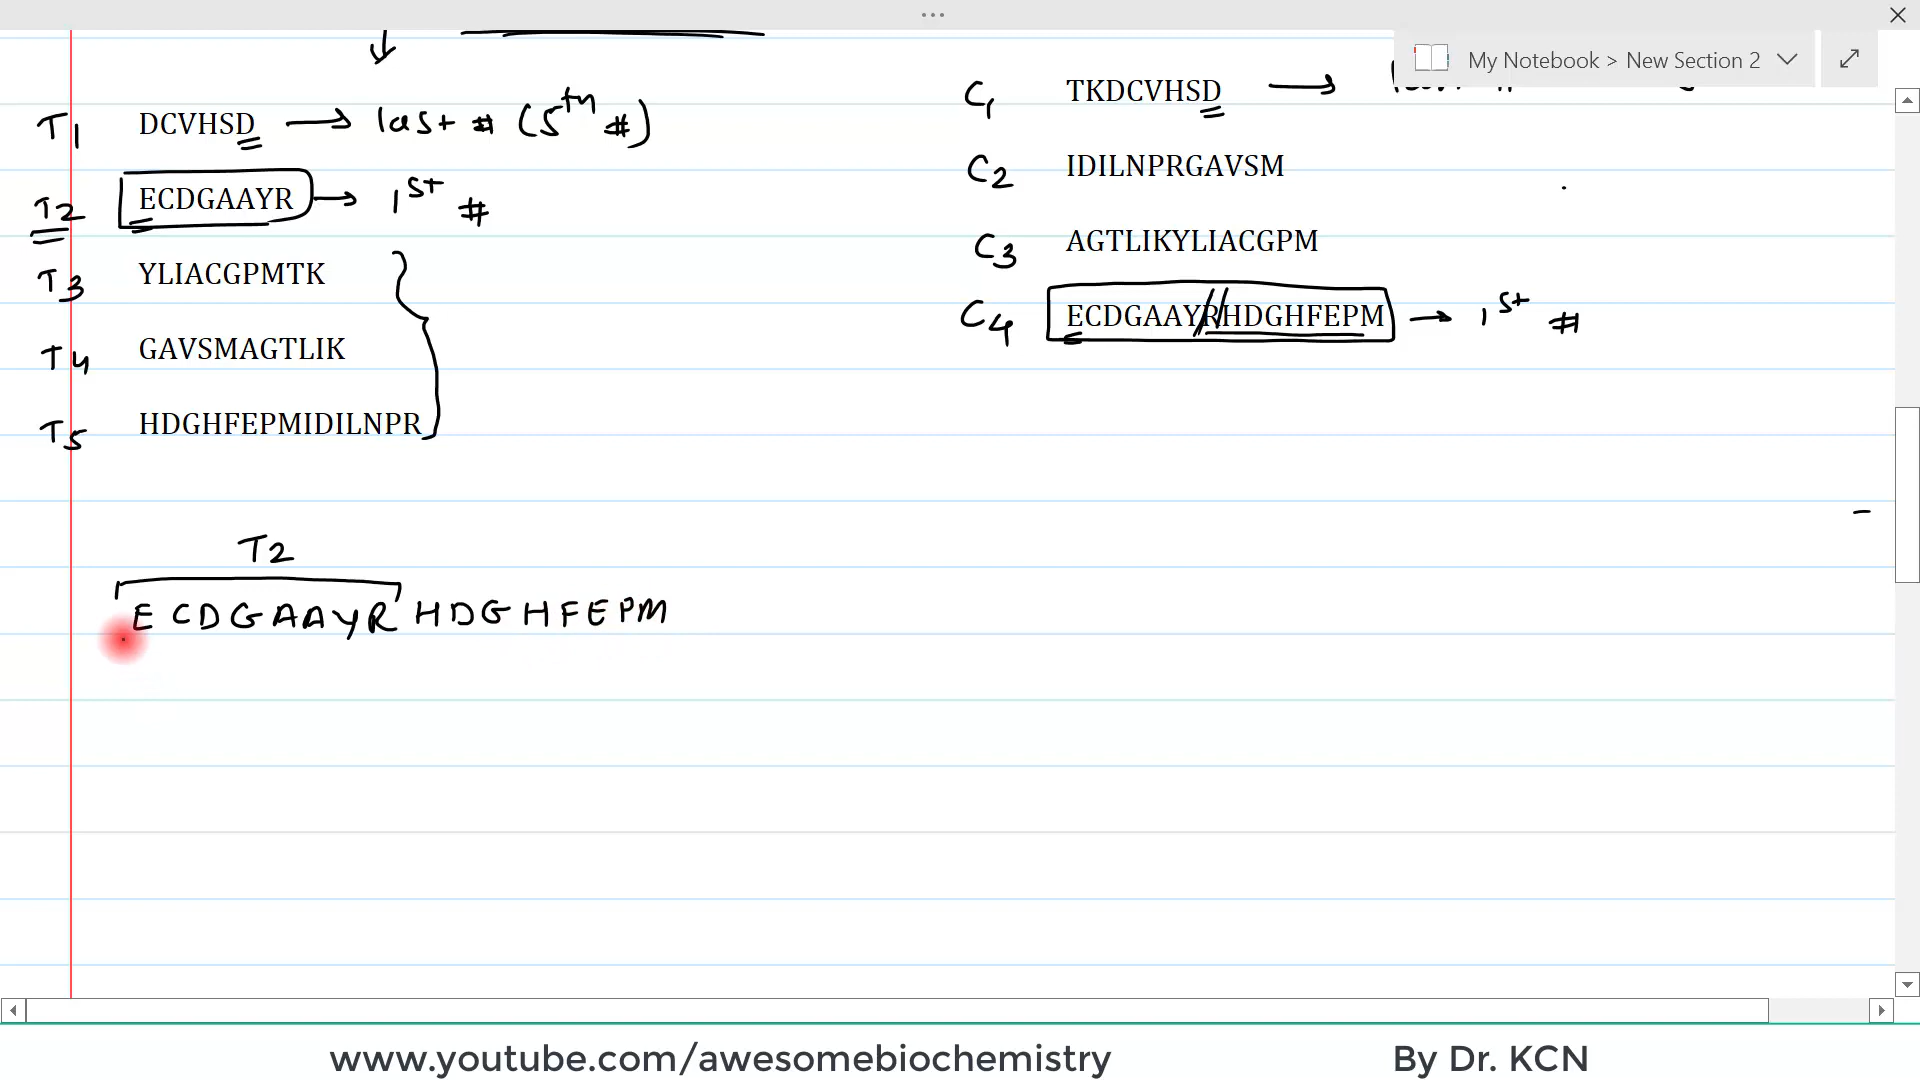 My Notebook > New Section 2
T1 DCVHSD → last # (5th #)
T2 ECDGAAYR → 1st #
T3 YLIACGPMTK
T4 GAVSMAGTLIK
T5 HDGHFEPMIDILNPR
C1 TKDCVHSD →
C2 IDILNPRGAVSM
C3 AGTLIKYLIACGPM
C4 ECDGAAYR//HDGHFEPM → 1st #
T2
ECDGAAYRHDGHFEPM
www.youtube.com/awesomebiochemistry
By Dr. KCN